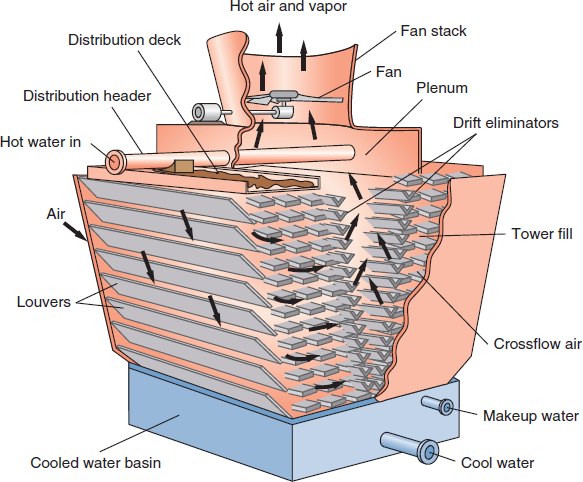 Hot air and vapor
Distribution deck
Fan stack
Fan
Plenum
Distribution header
Drift eliminators
Hot water in
Air
Tower fill
Louvers
Crossflow air
Makeup water
Cooled water basin
Cool water